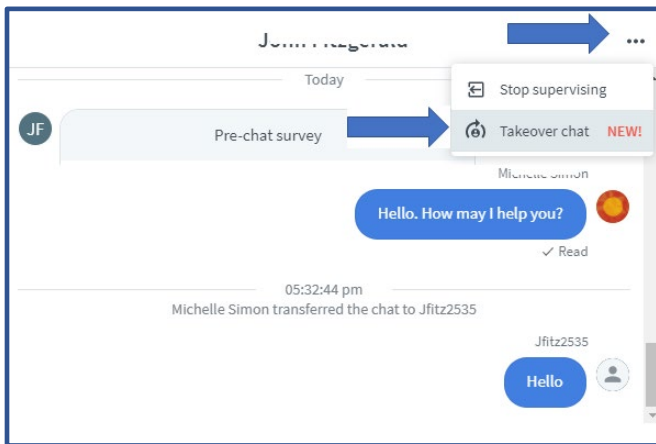 Today
Stop supervising
JF
Pre-chat survey
Takeover chat NEW!
Hello. How may I help you?
✓ Read
05:32:44 pm
Michelle Simon transferred the chat to Jfitz2535
Jfitz2535
Hello